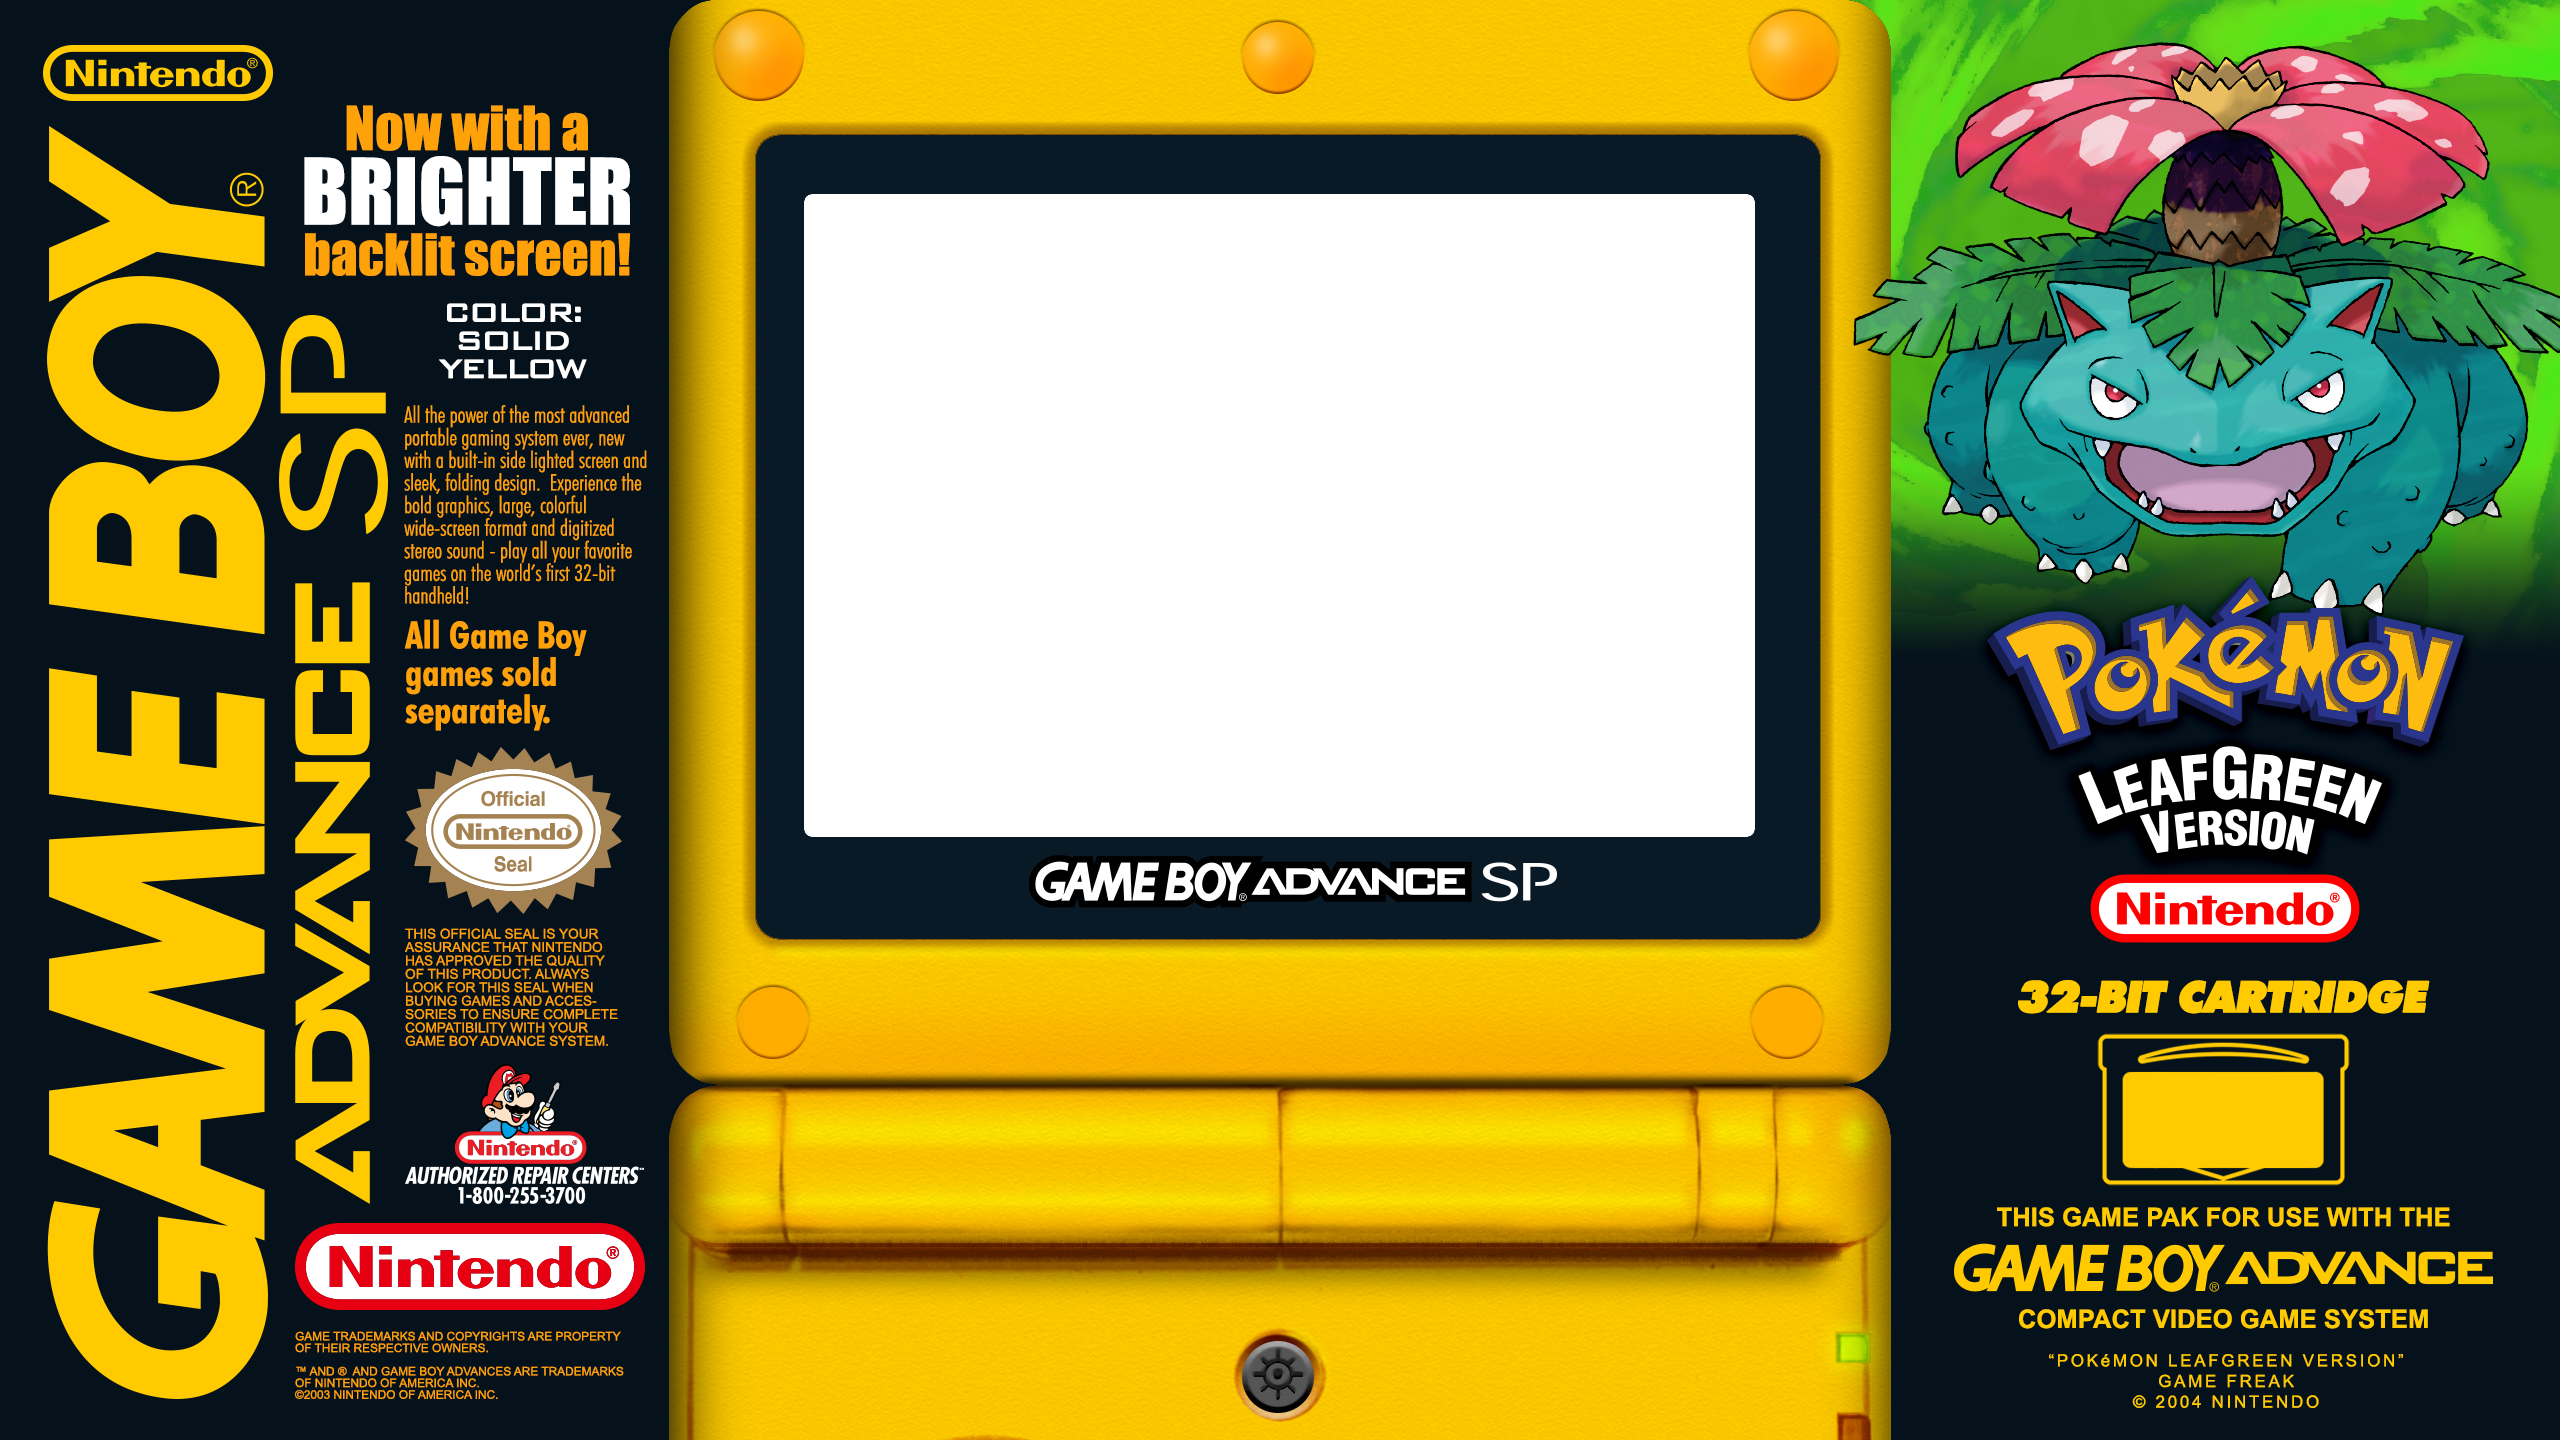 Nintendo®
GAME BOY®
ADVANCE SP
Now with a
BRIGHTER
backlit screen!
COLOR:
SOLID
YELLOW
All the power of the most advanced
portable gaming system ever, new
with a built-in side lighted screen and
sleek, folding design. Experience the
bold graphics, large, colorful
wide-screen format and digitized
stereo sound - play all your favorite
games on the world's first 32-bit
handheld!
All Game Boy
games sold
separately.
Official
Nintendo
Seal
THIS OFFICIAL SEAL IS YOUR
ASSURANCE THAT NINTENDO
HAS APPROVED THE QUALITY
OF THIS PRODUCT. ALWAYS
LOOK FOR THIS SEAL WHEN
BUYING GAMES AND ACCES-
SORIES TO ENSURE COMPLETE
COMPATIBILITY WITH YOUR
GAME BOY ADVANCE SYSTEM.
Nintendo®
AUTHORIZED REPAIR CENTERS™
1-800-255-3700
Nintendo®
GAME TRADEMARKS AND COPYRIGHTS ARE PROPERTY
OF THEIR RESPECTIVE OWNERS.
™ AND ® AND GAME BOY ADVANCES ARE TRADEMARKS
OF NINTENDO OF AMERICA INC.
©2003 NINTENDO OF AMERICA INC.
GAME BOY® ADVANCE SP
POKéMON
LEAFGREEN
VERSION
Nintendo®
32-BIT CARTRIDGE
THIS GAME PAK FOR USE WITH THE
GAME BOY® ADVANCE
COMPACT VIDEO GAME SYSTEM
“POKéMON LEAFGREEN VERSION”
GAME FREAK
© 2004 NINTENDO